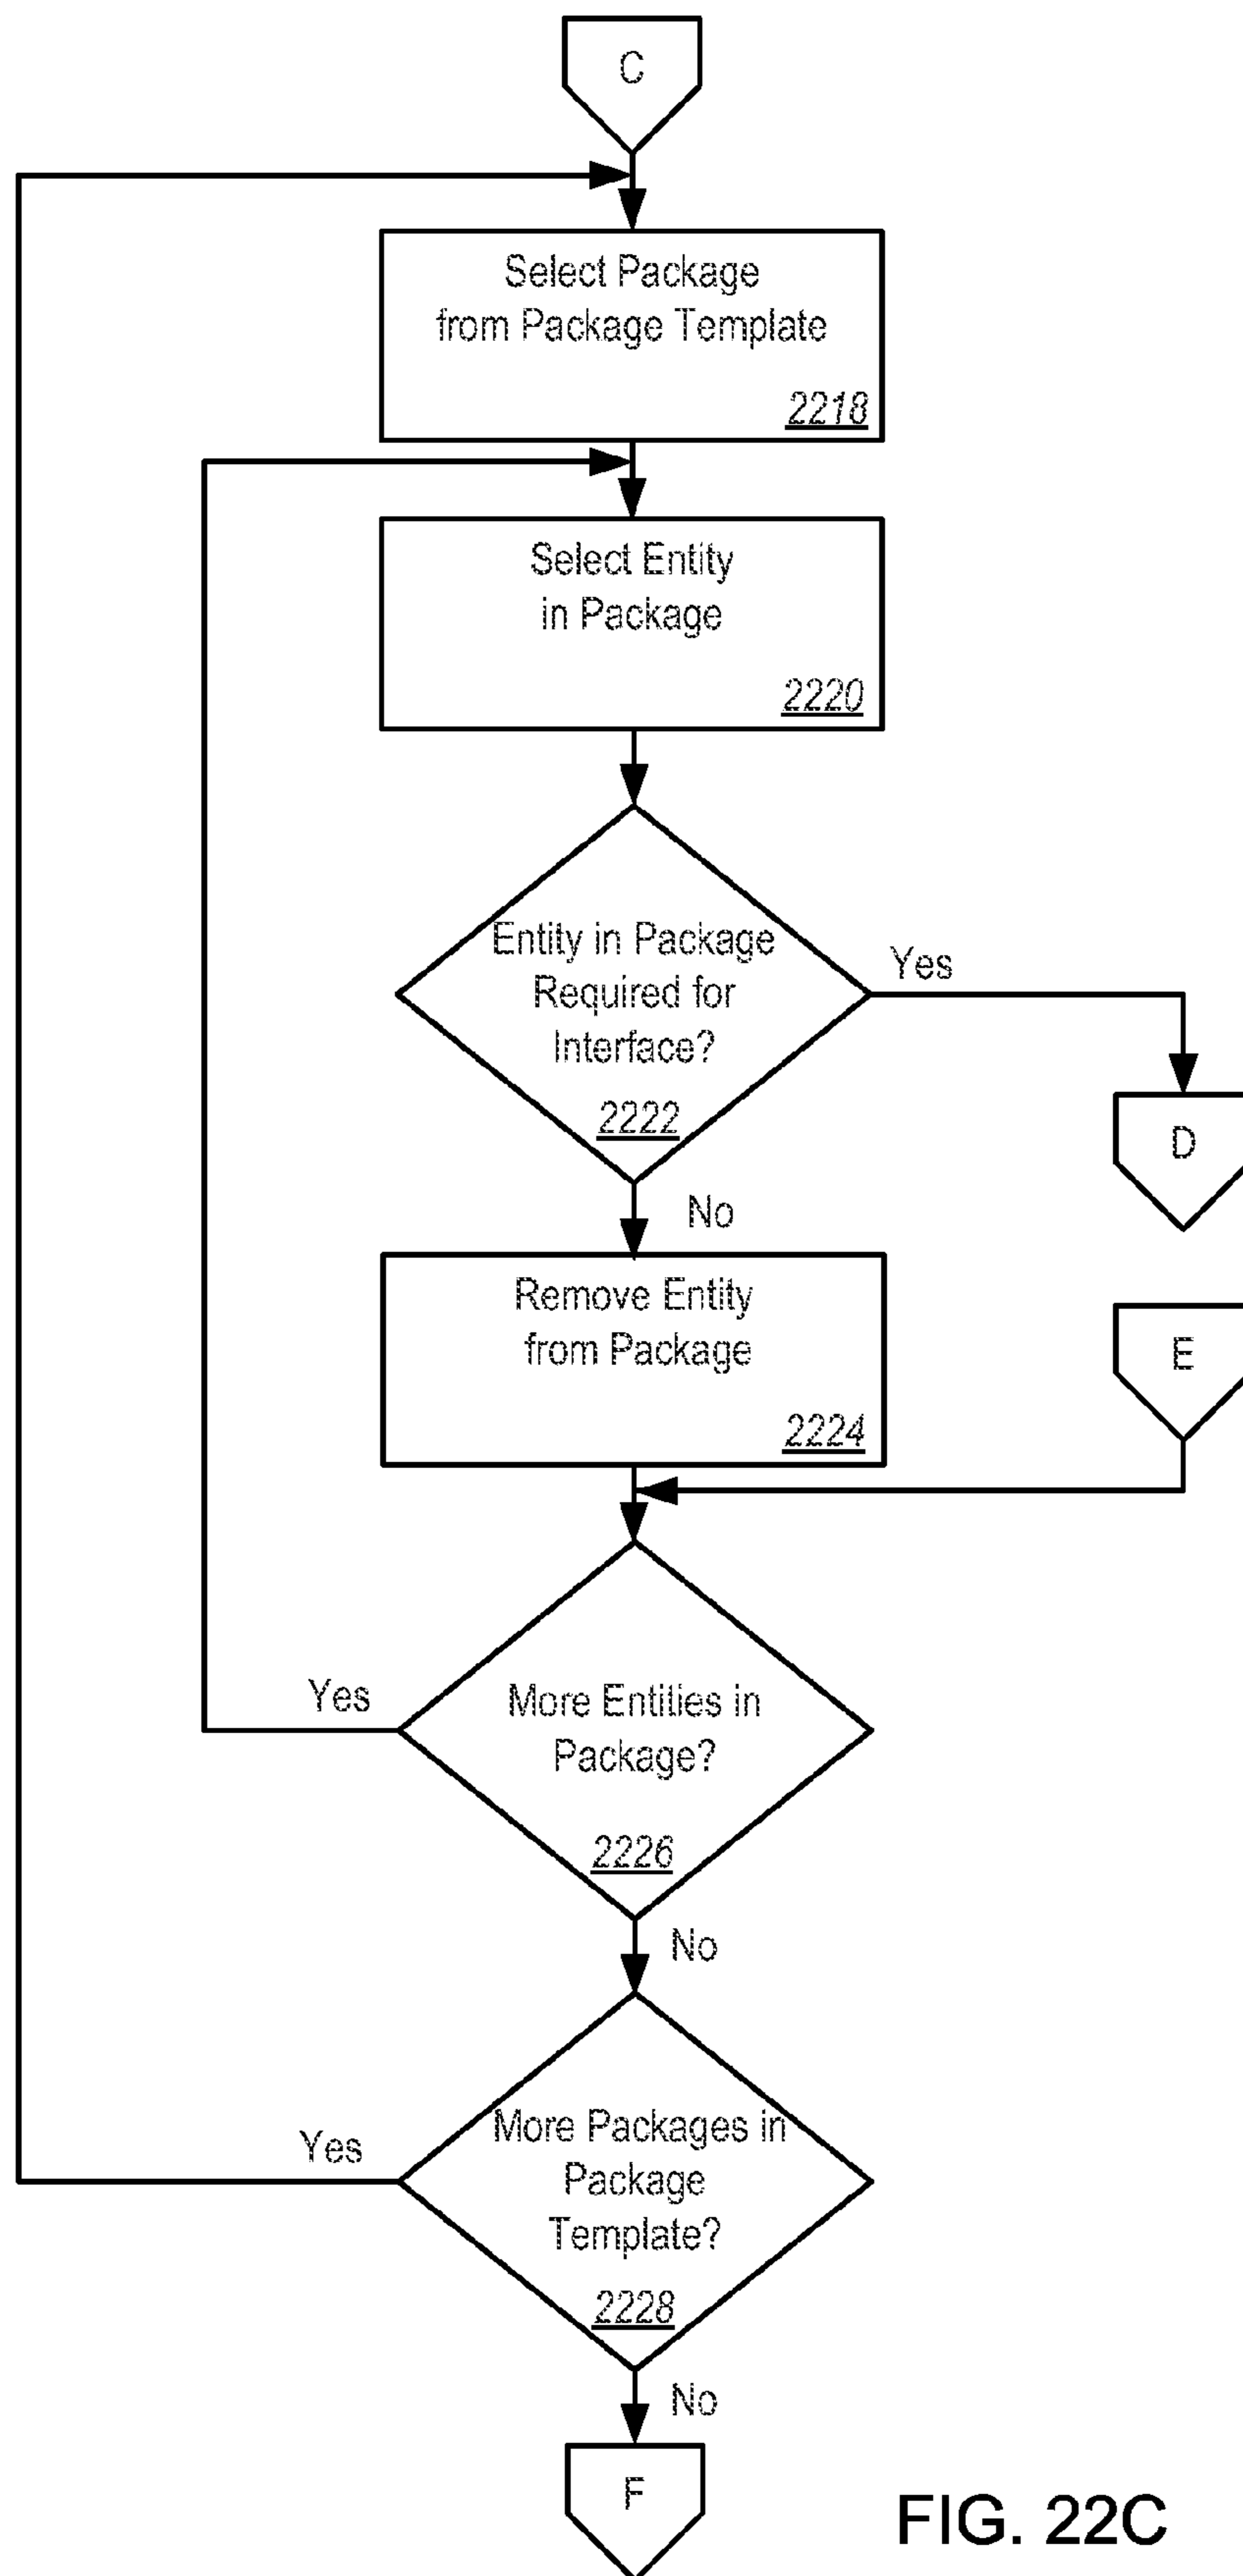 C
Select Package
from Package Template
2218
Select Entity
in Package
2220
Entity in Package
Required for
Interface?
2222
Yes
D
No
Remove Entity
from Package
2224
E
More Entities in
Package?
2226
Yes
No
More Packages in
Package
Template?
2228
Yes
No
F
FIG. 22C